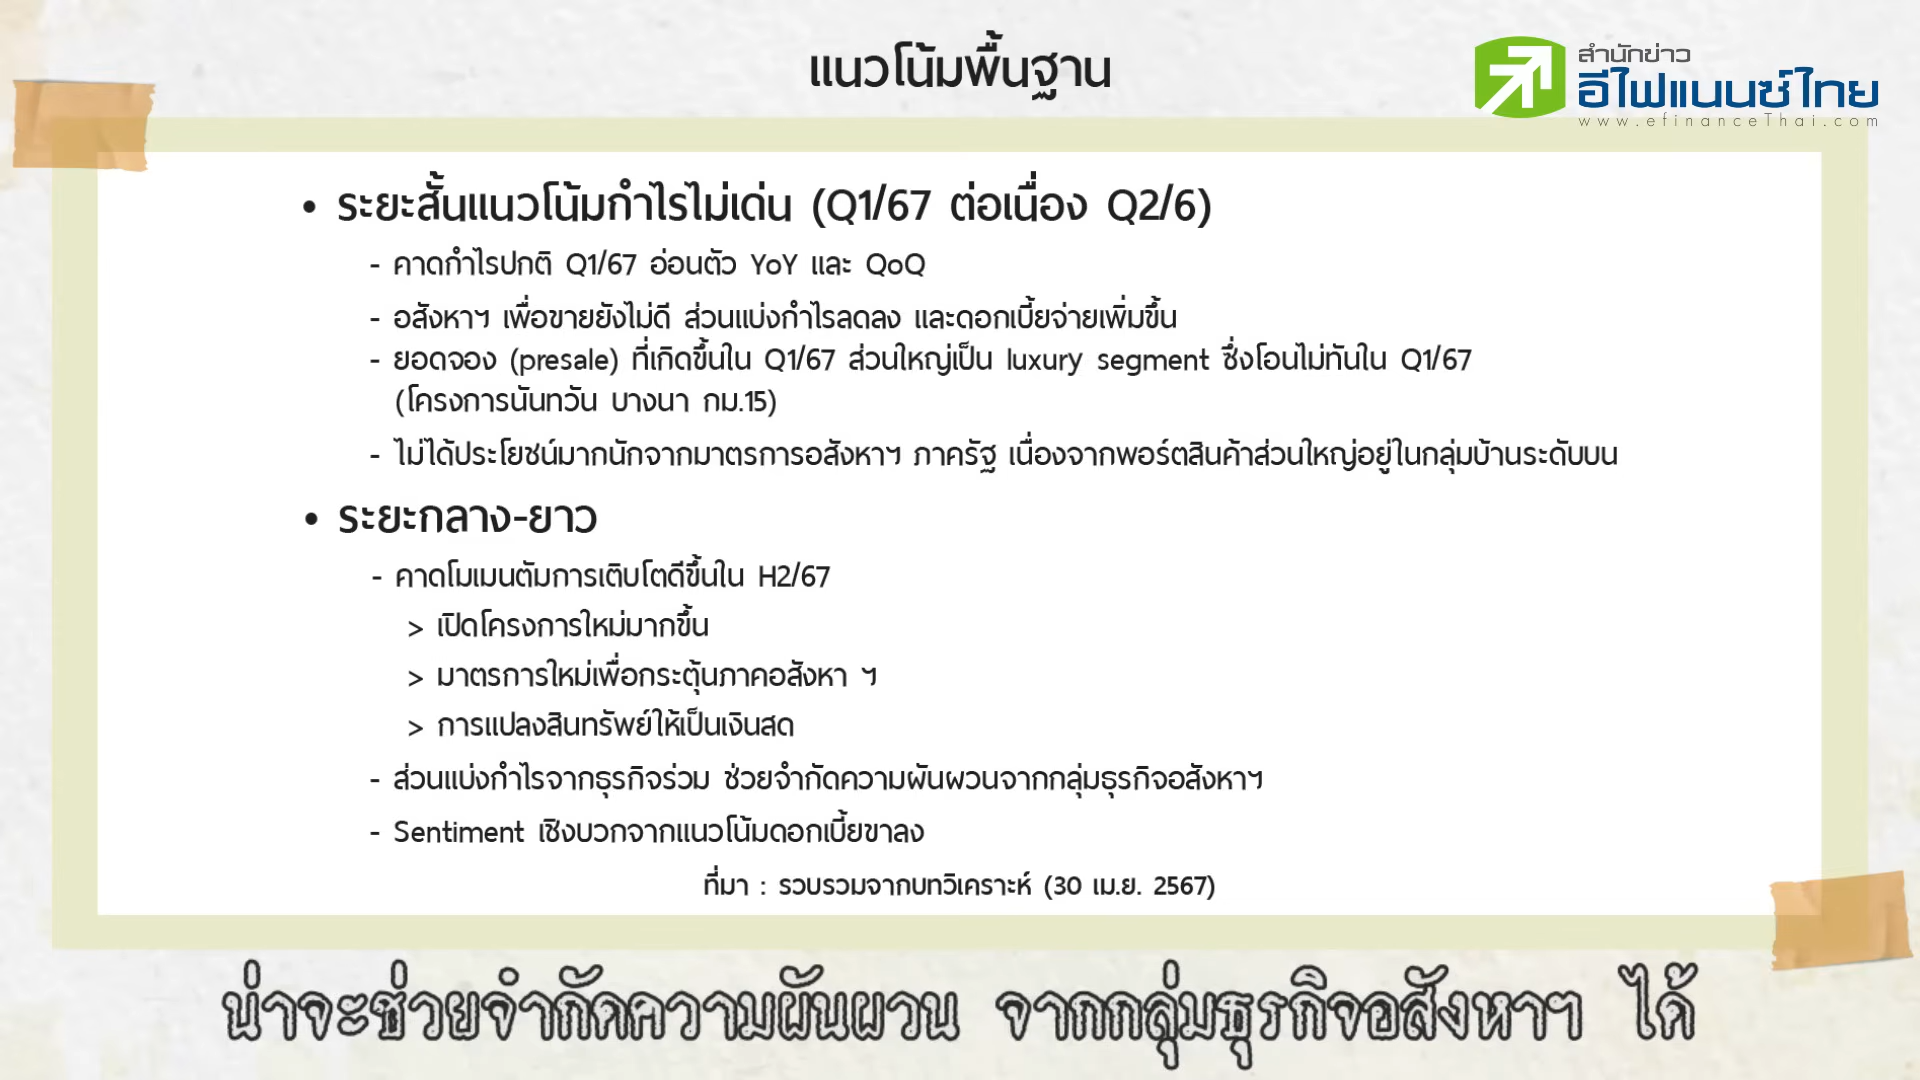 แนวโน้มพื้นฐาน
สำนักข่าว
อีไฟแนนซ์ไทย
www.efinanceThai.com
• ระยะสั้นแนวโน้มกำไรไม่เด่น (Q1/67 ต่อเนื่อง Q2/6)
- คาดกำไรปกติ Q1/67 อ่อนตัว YoY และ QoQ
- อสังหาฯ เพื่อขายยังไม่ดี ส่วนแบ่งกำไรลดลง และดอกเบี้ยจ่ายเพิ่มขึ้น
- ยอดจอง (presale) ที่เกิดขึ้นใน Q1/67 ส่วนใหญ่เป็น luxury segment ซึ่งโอนไม่ทันใน Q1/67
(โครงการนันทวัน บางนา กม.15)
- ไม่ได้ประโยชน์มากนักจากมาตรการอสังหาฯ ภาครัฐ เนื่องจากพอร์ตสินค้าส่วนใหญ่อยู่ในกลุ่มบ้านระดับบน
• ระยะกลาง-ยาว
- คาดโมเมนตัมการเติบโตดีขึ้นใน H2/67
> เปิดโครงการใหม่มากขึ้น
> มาตรการใหม่เพื่อกระตุ้นภาคอสังหา ฯ
> การแปลงสินทรัพย์ให้เป็นเงินสด
- ส่วนแบ่งกำไรจากธุรกิจร่วม ช่วยจำกัดความผันผวนจากกลุ่มธุรกิจอสังหาฯ
- Sentiment เชิงบวกจากแนวโน้มดอกเบี้ยขาลง
ที่มา : รวบรวมจากบทวิเคราะห์ (30 เม.ย. 2567)
น่าจะช่วยจำกัดความผันผวน จากกลุ่มธุรกิจอสังหาฯ ได้